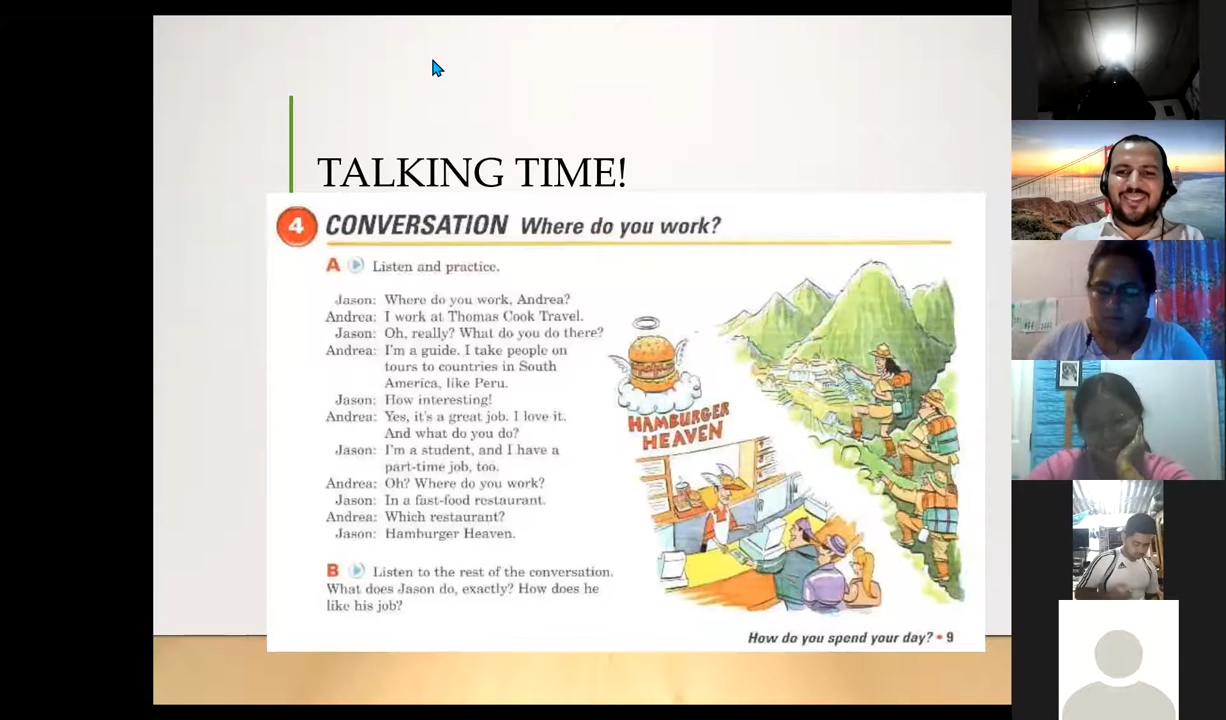 TALKING TIME!
4 CONVERSATION Where do you work?
A Listen and practice.
Jason: Where do you work, Andrea?
Andrea: I work at Thomas Cook Travel.
Jason: Oh, really? What do you do there?
Andrea: I'm a guide. I take people on
tours to countries in South
America, like Peru.
Jason: How interesting!
Andrea: Yes, it's a great job. I love it.
And what do you do?
Jason: I'm a student, and I have a
part-time job, too.
Andrea: Oh? Where do you work?
Jason: In a fast-food restaurant.
Andrea: Which restaurant?
Jason: Hamburger Heaven.
HAMBURGER
HEAVEN
B Listen to the rest of the conversation.
What does Jason do, exactly? How does he
like his job?
How do you spend your day? • 9